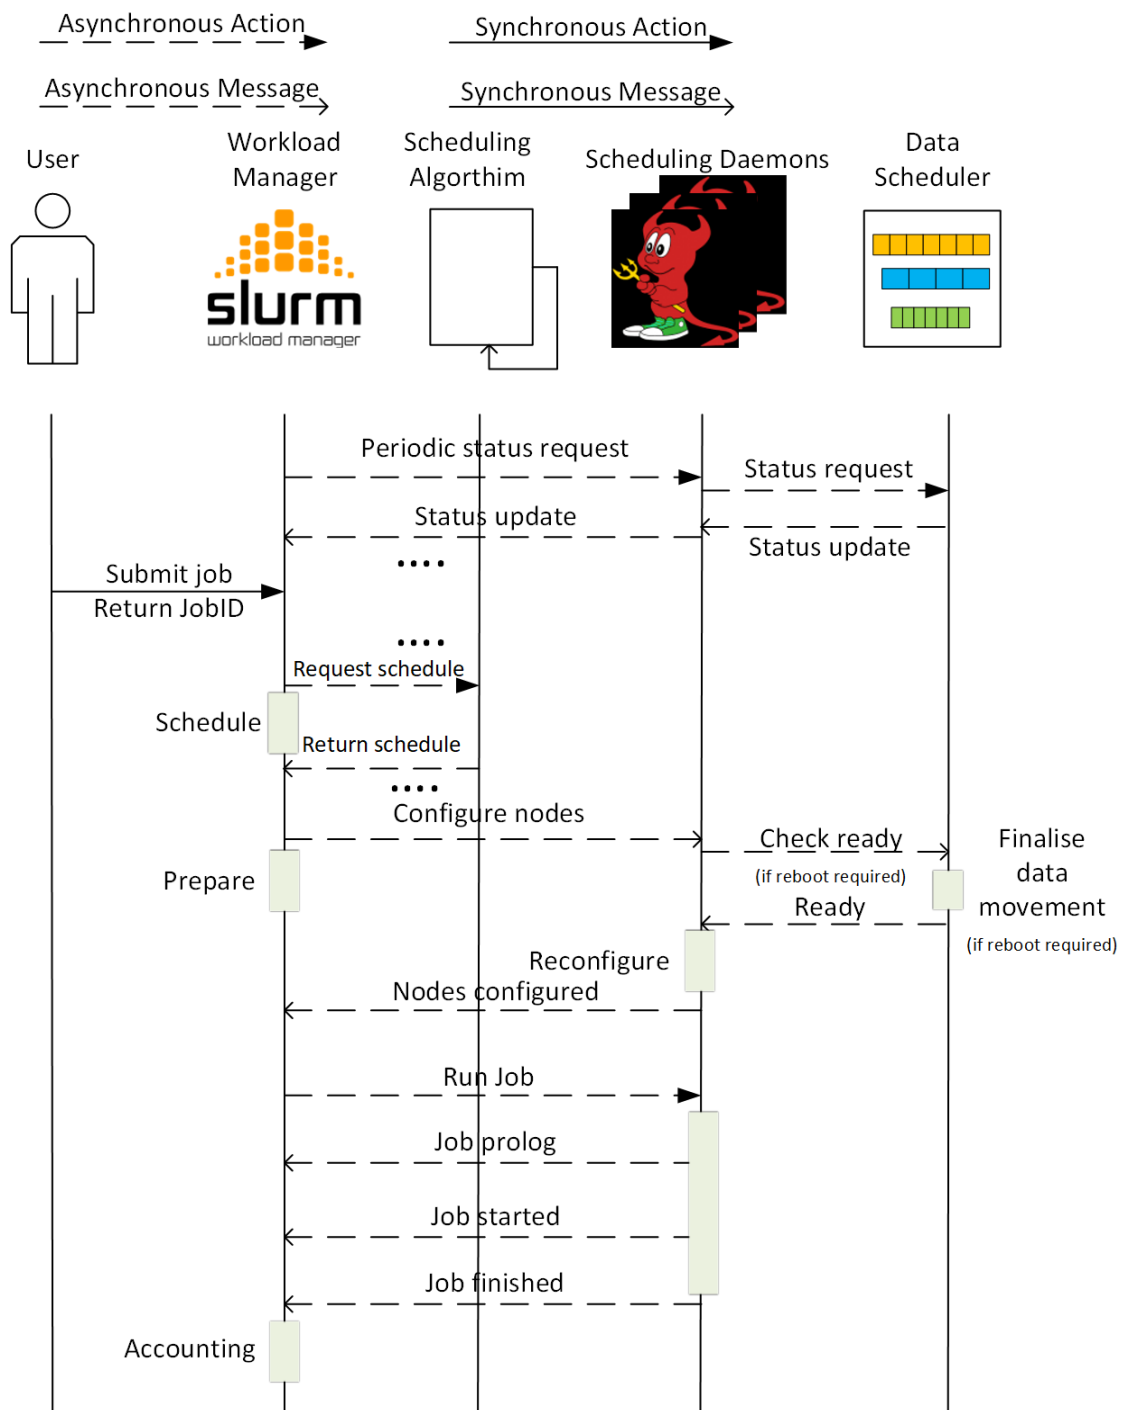 Asynchronous Action
Synchronous Action
Asynchronous Message
Synchronous Message
User
Workload
Manager
Scheduling
Algorthim
Scheduling Daemons
Data
Scheduler
slurm
workload manager
Periodic status request
Status request
Status update
Status update
....
Submit job
Return JobID
....
Request schedule
Schedule
Return schedule
....
Configure nodes
Check ready
(if reboot required)
Finalise
data
movement
(if reboot required)
Prepare
Ready
Reconfigure
Nodes configured
Run Job
Job prolog
Job started
Job finished
Accounting